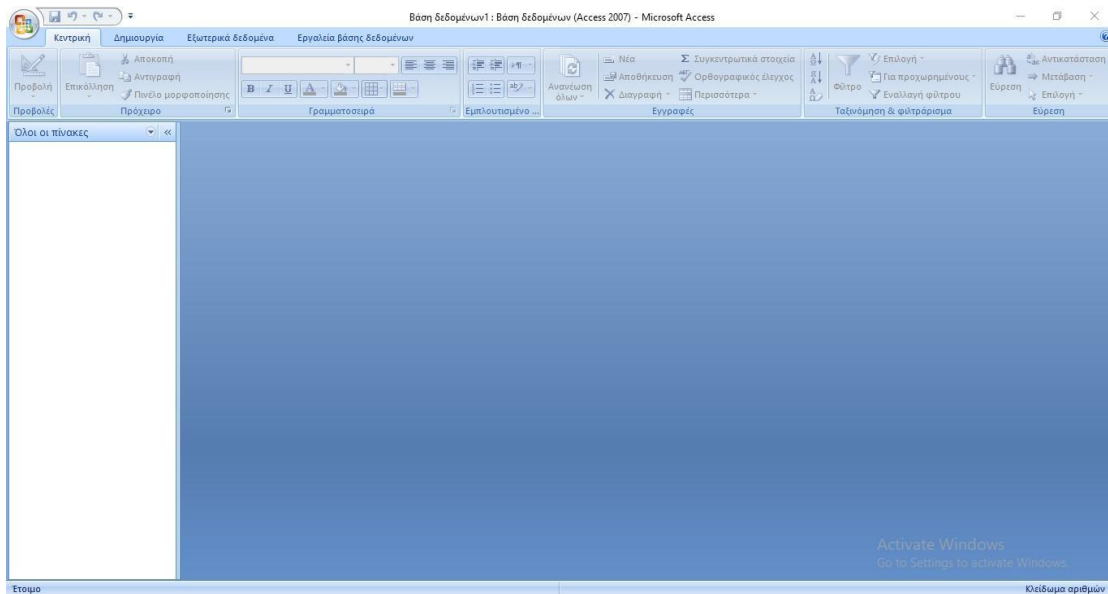 Βάση δεδομένων1 : Βάση δεδομένων (Access 2007) - Microsoft Access
Κεντρική Δημιουργία Εξωτερικά δεδομένα Εργαλεία βάσης δεδομένων
Προβολή
Επικόλληση
Αποκοπή
Αντιγραφή
Πινέλο μορφοποίησης
B I U A
ab
Ανανέωση όλων
Νέα
Αποθήκευση
Διαγραφή
Σ Συγκεντρωτικά στοιχεία
Ορθογραφικός έλεγχος
Περισσότερα
Φίλτρο
Επιλογή
Για προχωρημένους
Εναλλαγή φίλτρου
Εύρεση
Αντικατάσταση
Μετάβαση
Επιλογή
Προβολές Πρόχειρο Γραμματοσειρά Εμπλουτισμένο ... Εγγραφές Ταξινόμηση & φιλτράρισμα Εύρεση
Όλοι οι πίνακες
Activate Windows
Go to Settings to activate Windows.
Έτοιμο Κλείδωμα αριθμών